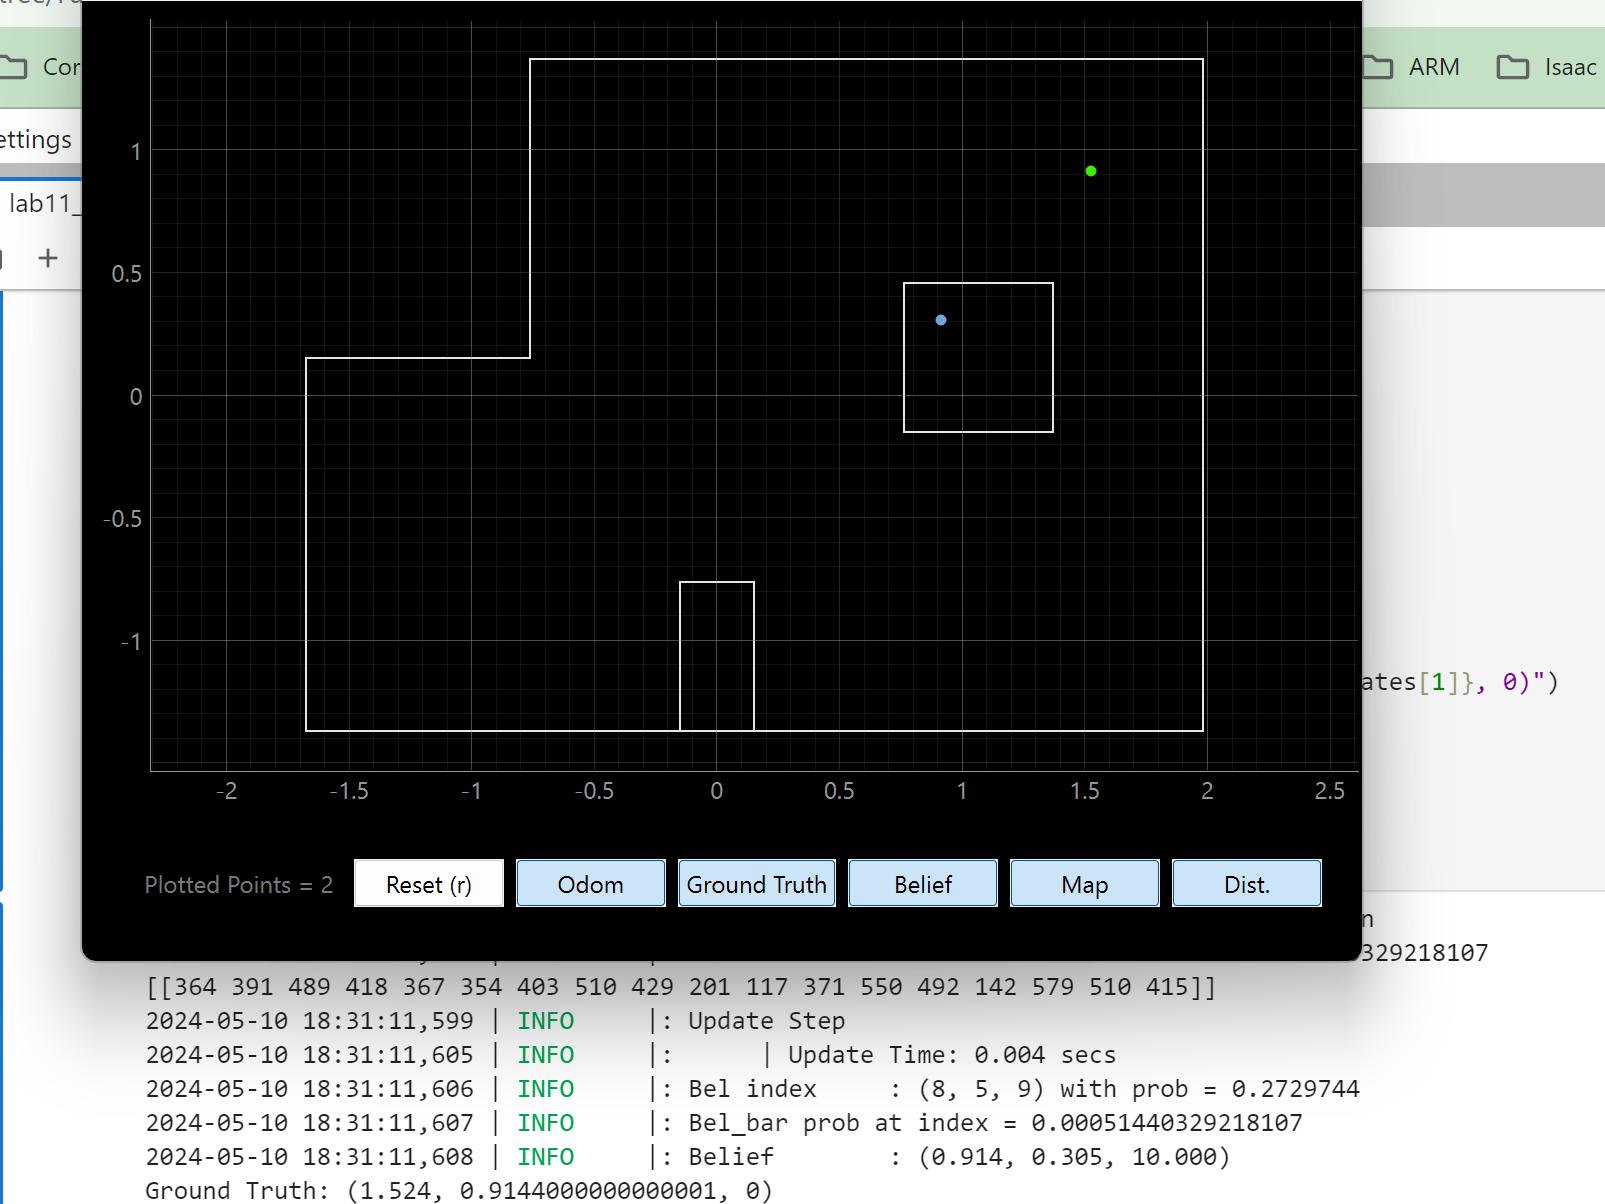 Cor
ARM
Isaac
ettings
lab11_
+
1
0.5
0
-0.5
-1
-2 -1.5 -1 -0.5 0 0.5 1 1.5 2 2.5
ates[1]}, 0)")
Plotted Points = 2 Reset (r) Odom Ground Truth Belief Map Dist.
n
329218107
[[364 391 489 418 367 354 403 510 429 201 117 371 550 492 142 579 510 415]]
2024-05-10 18:31:11,599 | INFO |: Update Step
2024-05-10 18:31:11,605 | INFO |: | Update Time: 0.004 secs
2024-05-10 18:31:11,606 | INFO |: Bel index : (8, 5, 9) with prob = 0.2729744
2024-05-10 18:31:11,607 | INFO |: Bel_bar prob at index = 0.00051440329218107
2024-05-10 18:31:11,608 | INFO |: Belief : (0.914, 0.305, 10.000)
Ground Truth: (1.524, 0.9144000000000001, 0)